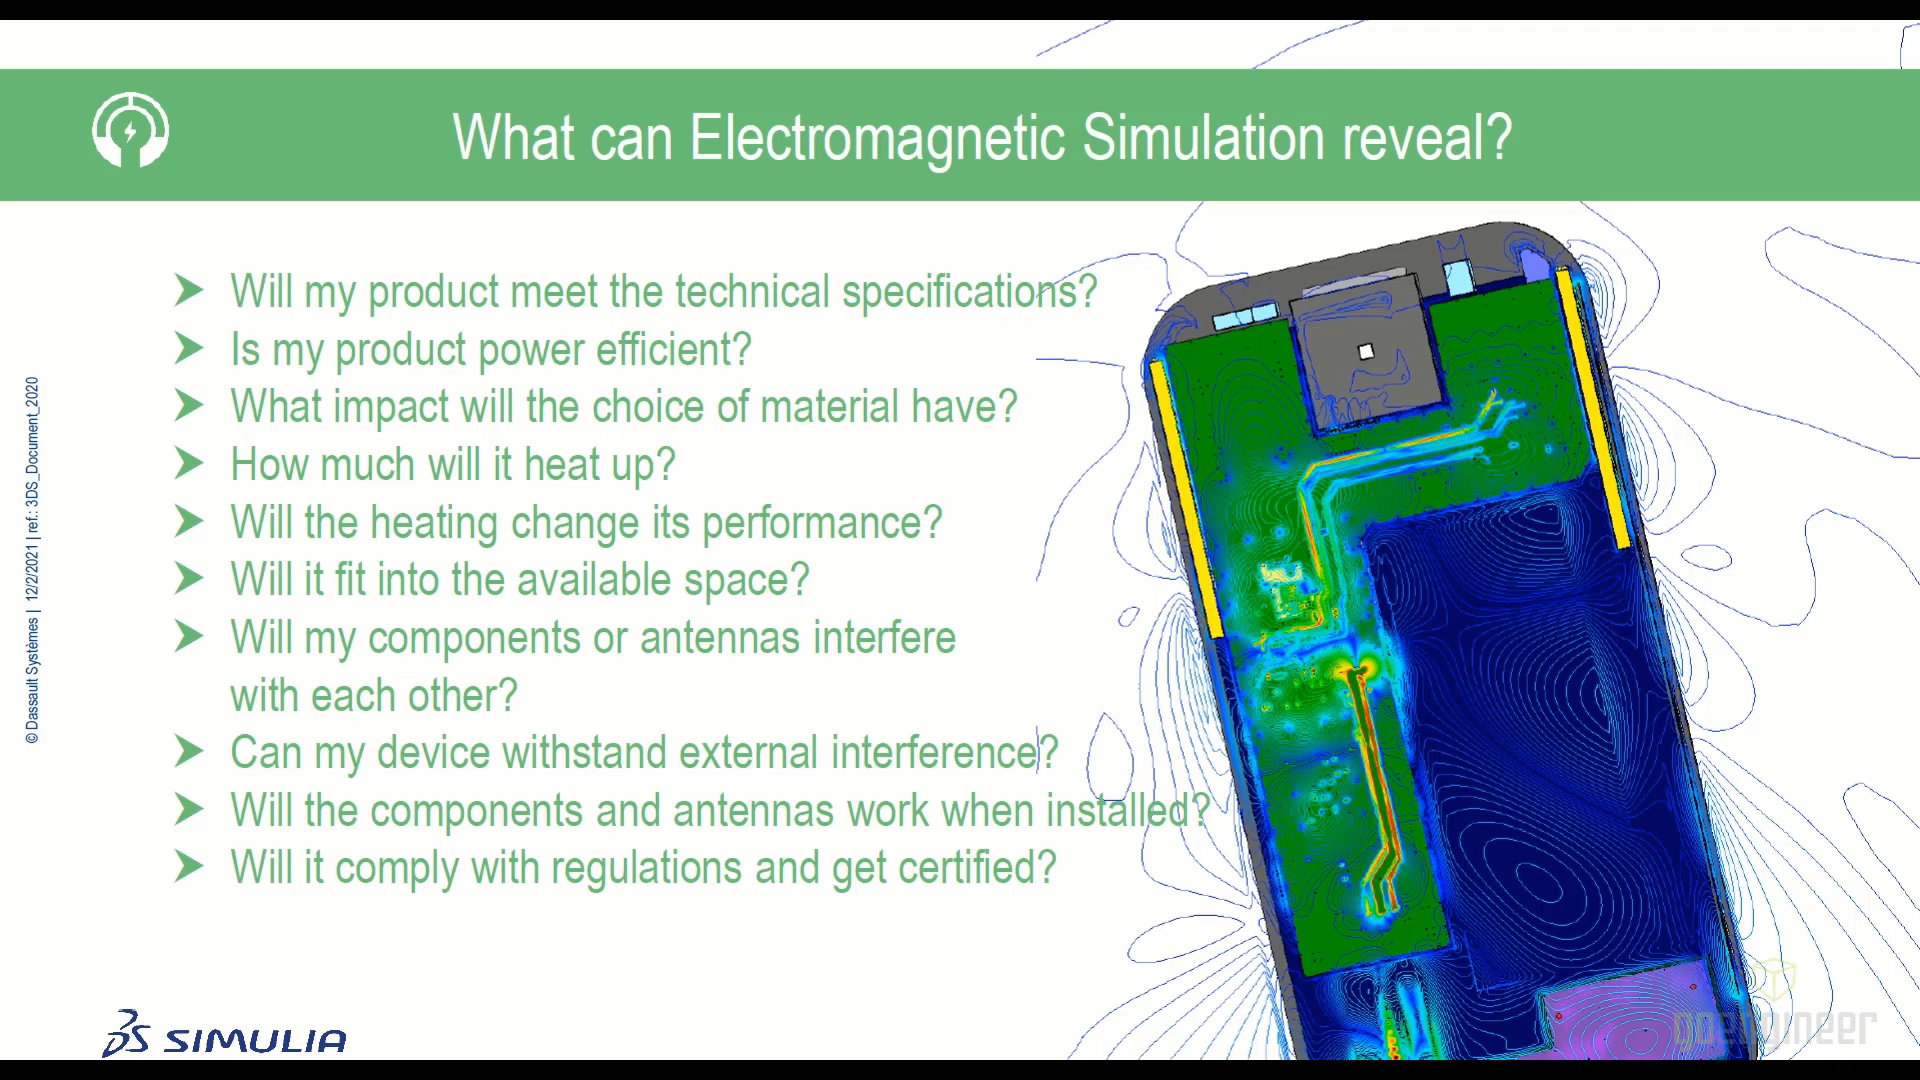 What can Electromagnetic Simulation reveal?
Will my product meet the technical specifications?
Is my product power efficient?
What impact will the choice of material have?
How much will it heat up?
Will the heating change its performance?
Will it fit into the available space?
Will my components or antennas interfere
with each other?
Can my device withstand external interference?
Will the components and antennas work when installed?
Will it comply with regulations and get certified?
© Dassault Systèmes | 12/2/2021 | ref.: 3DS_Document_2020
3DS SIMULIA
goengineer